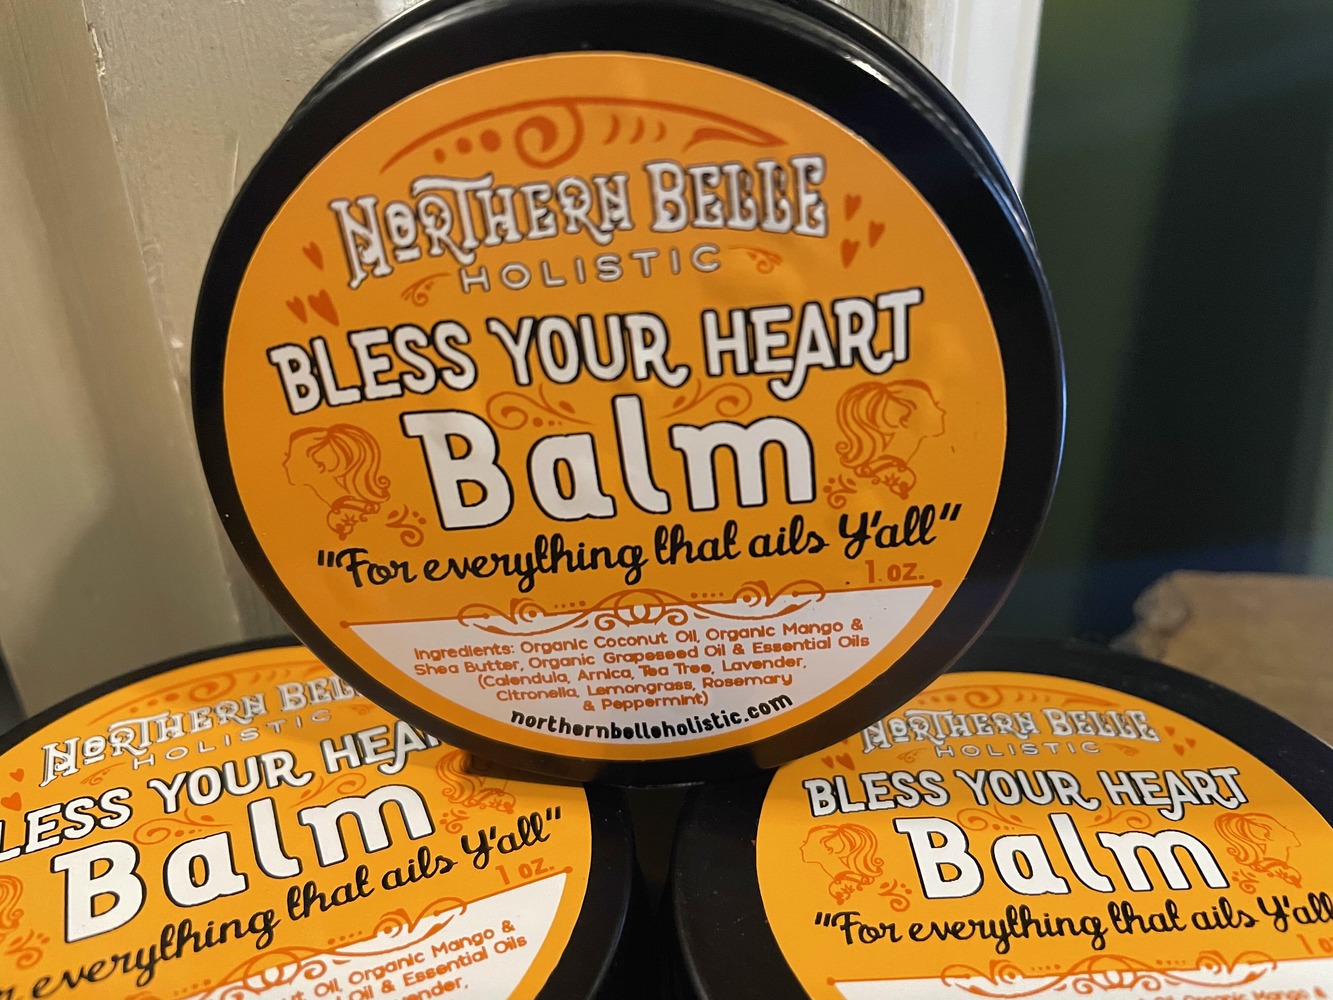 NORTHERN BELLE
HOLISTIC
BLESS YOUR HEART
Balm
"For everything that ails Y'all"
1 oz.
Ingredients: Organic Coconut Oil, Organic Mango &
Shea Butter, Organic Grapeseed Oil & Essential Oils
(Calendula, Arnica, Tea Tree, Lavender,
Citronella, Lemongrass, Rosemary
& Peppermint)
northernbelleholistic.com
NORTHERN BEL
HOLISTIC
LESS YOUR HEAR
Balm
everything that ails Y'all"
1 oz.
Oil, Organic Mango &
Oil & Essential Oils
NORTHERN BELLE
HOLISTIC
BLESS YOUR HEART
Balm
"For everything that ails Y'all
1 oz